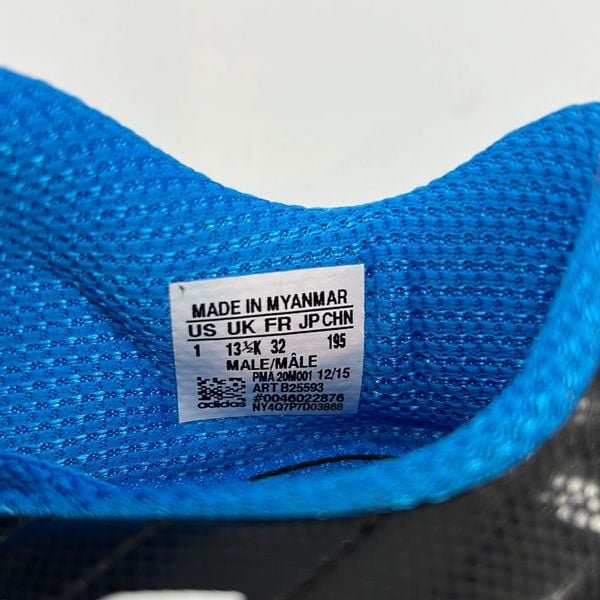 MADE IN MYANMAR
US UK FR JP CHN
1 13½K 32 195
MALE/MÂLE
PMA 20M001 12/15
ART B25593
#0046022876
adidas NY4Q7P7D03868